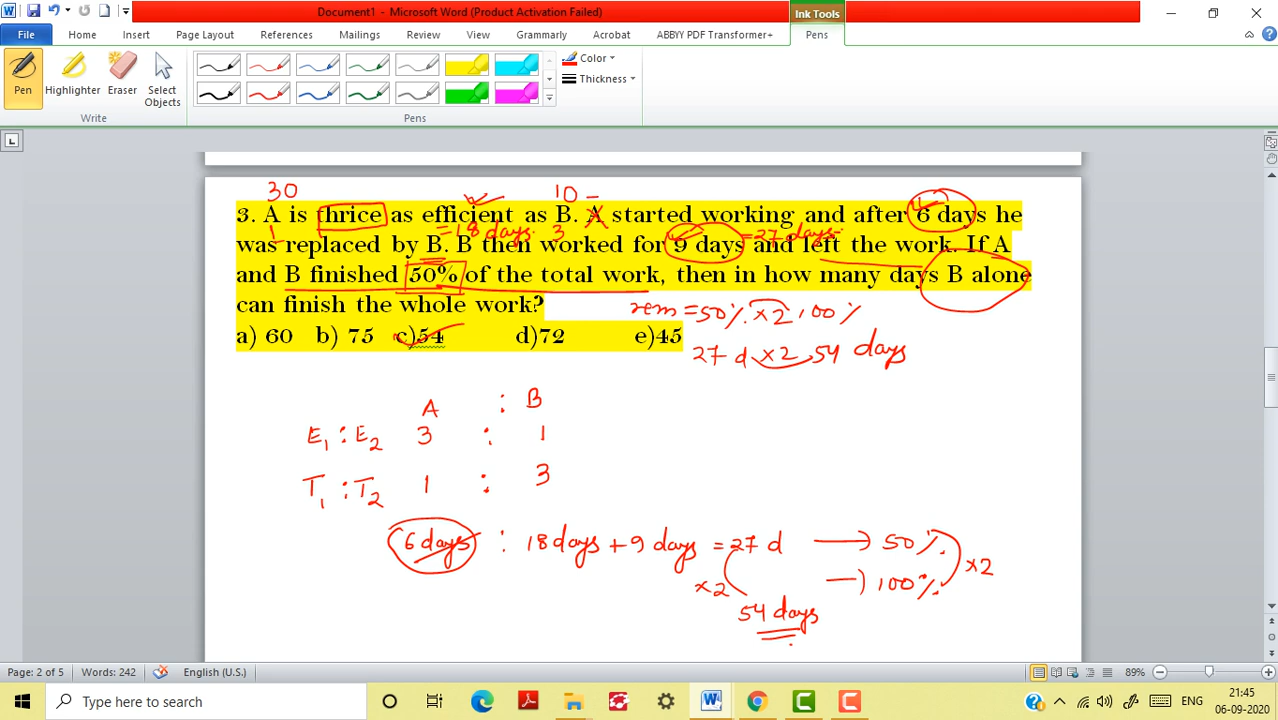 Document1 - Microsoft Word (Product Activation Failed)
Ink Tools
File Home Insert Page Layout References Mailings Review View Grammarly Acrobat ABBYY PDF Transformer+ Pens
Pen Highlighter Eraser Select Objects
Color
Thickness
Write
Pens
30 10
3. A is thrice as efficient as B. A started working and after 6 days he
1 =18 days 3 =27 days
was replaced by B. B then worked for 9 days and left the work. If A
and B finished 50% of the total work, then in how many days B alone
can finish the whole work?
rem = 50% x2 100%
a) 60 b) 75 c)54 d)72 e)45
27 d x2 54 days
A : B
E1 : E2 3 : 1
T1 : T2 1 : 3
6 days : 18 days + 9 days = 27 d → 50%
x2 → 100% x2
54 days
Page: 2 of 5 Words: 242 English (U.S.) 89%
Type here to search
ENG
21:45
06-09-2020